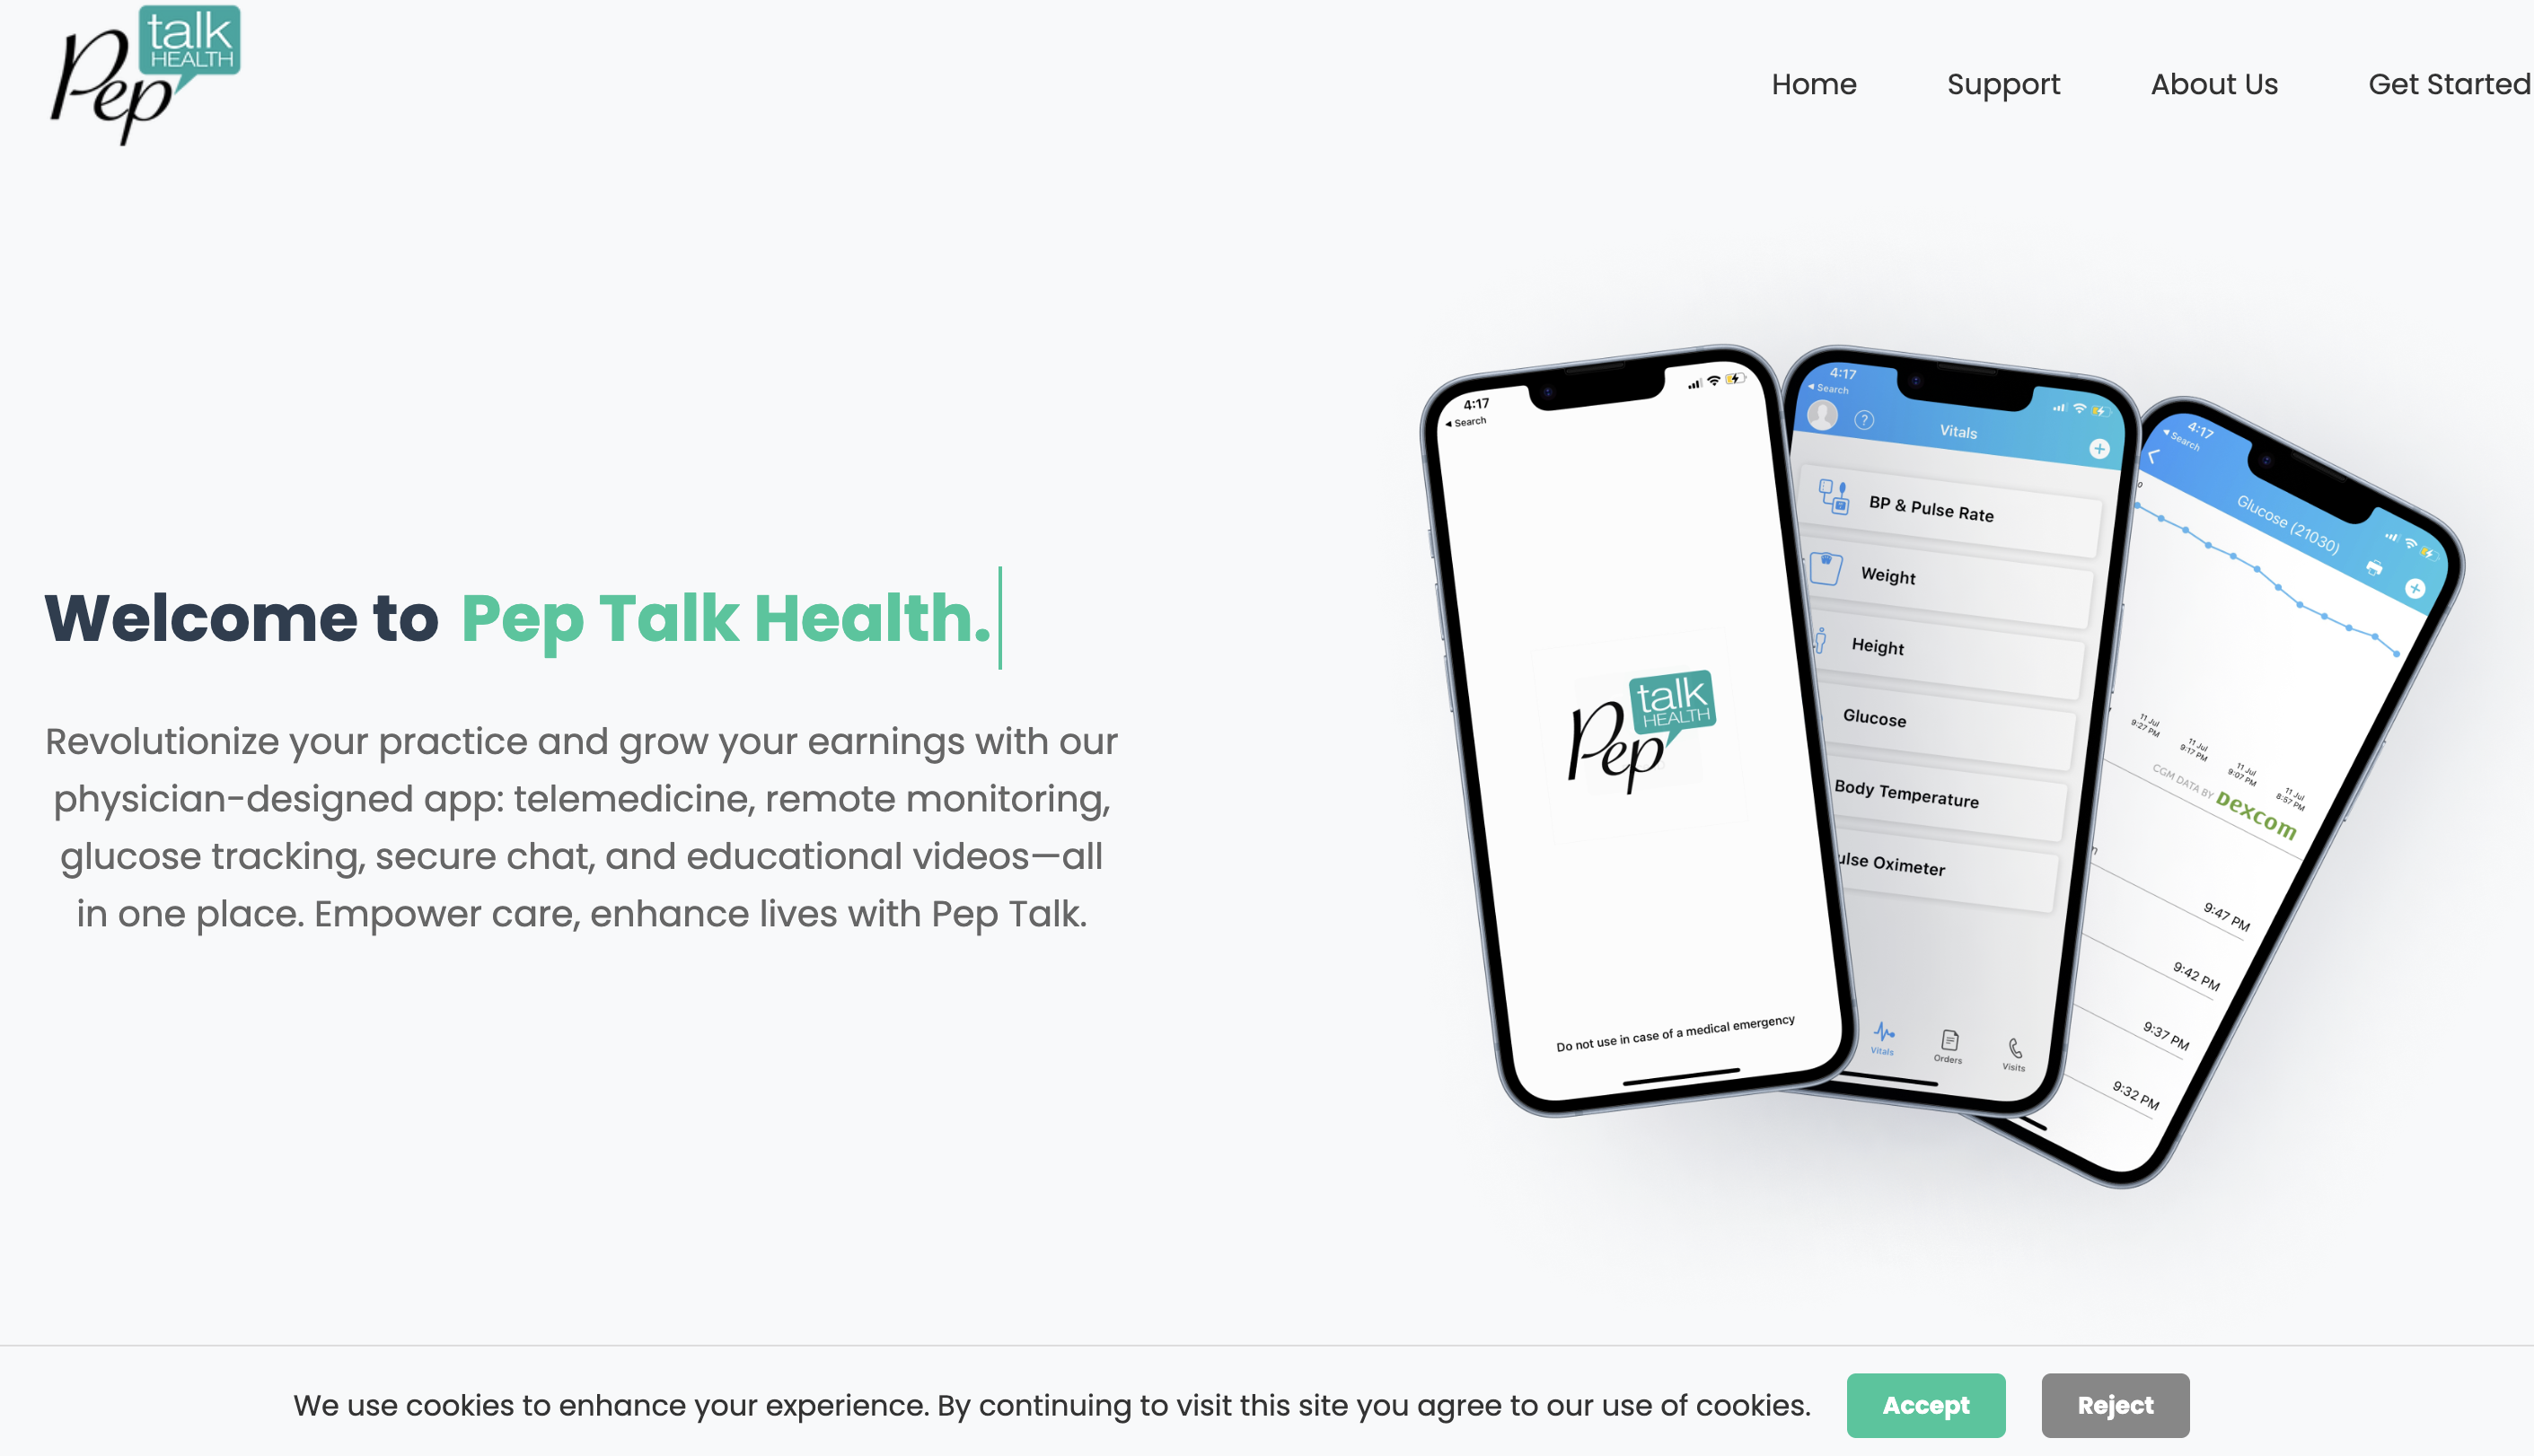 Pep talk HEALTH
Home Support About Us Get Started
Welcome to Pep Talk Health.
Revolutionize your practice and grow your earnings with our
physician-designed app: telemedicine, remote monitoring,
glucose tracking, secure chat, and educational videos—all
in one place. Empower care, enhance lives with Pep Talk.
4:17
Search
Pep talk HEALTH
Do not use in case of a medical emergency
4:17
Search
?
Vitals
BP & Pulse Rate
Weight
Height
Glucose
Body Temperature
ulse Oximeter
Vitals Orders Visits
4:17
Search
Glucose (21030)
11 Jul 9:27 PM
11 Jul 9:17 PM
11 Jul 9:07 PM
11 Jul 8:57 PM
CGM DATA BY Dexcom
9:47 PM
9:42 PM
9:37 PM
9:32 PM
We use cookies to enhance your experience. By continuing to visit this site you agree to our use of cookies. Accept Reject